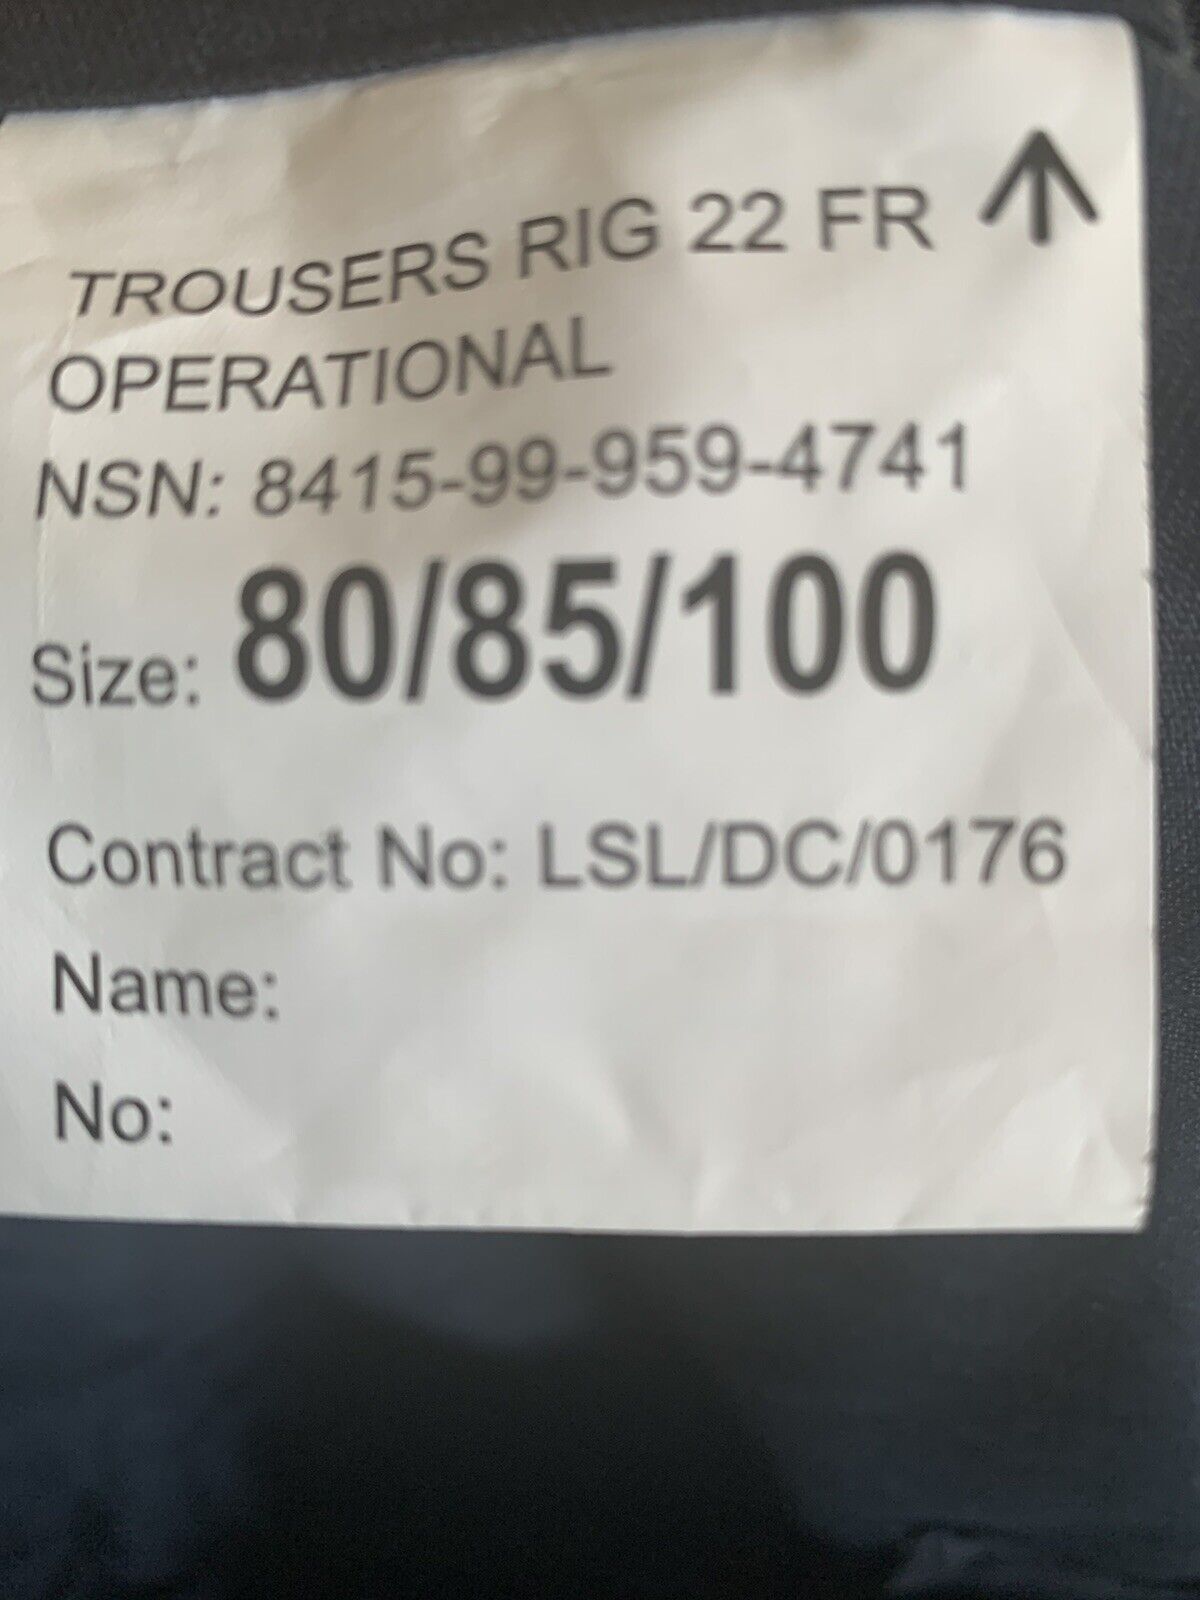 TROUSERS RIG 22 FR
OPERATIONAL
NSN: 8415-99-959-4741
Size: 80/85/100
Contract No: LSL/DC/0176
Name:
No: